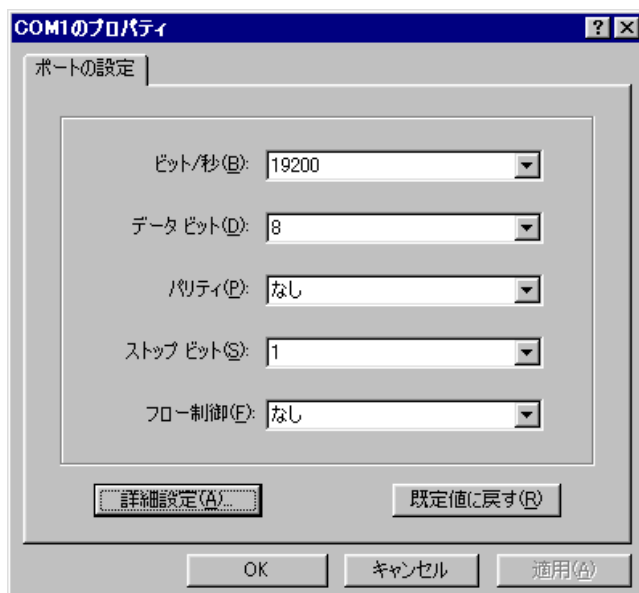 COM1のプロパティ
ポートの設定
ビット/秒(B): 19200
データ ビット(D): 8
パリティ(P): なし
ストップ ビット(S): 1
フロー制御(F): なし
詳細設定(A)... 既定値に戻す(R)
OK キャンセル 適用(A)